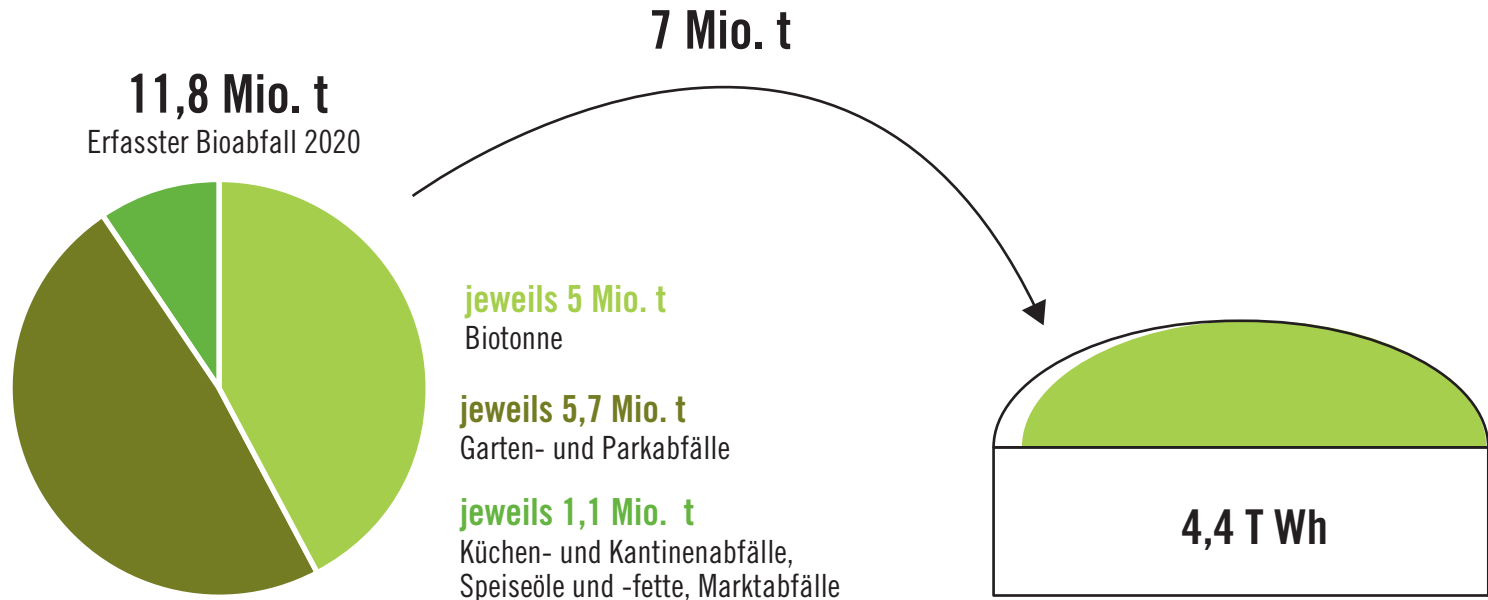 7 Mio. t
11,8 Mio. t
Erfasster Bioabfall 2020
jeweils 5 Mio. t
Biotonne
jeweils 5,7 Mio. t
Garten- und Parkabfälle
jeweils 1,1 Mio. t
Küchen- und Kantinenabfälle,
Speiseöle und -fette, Marktabfälle
4,4 T Wh